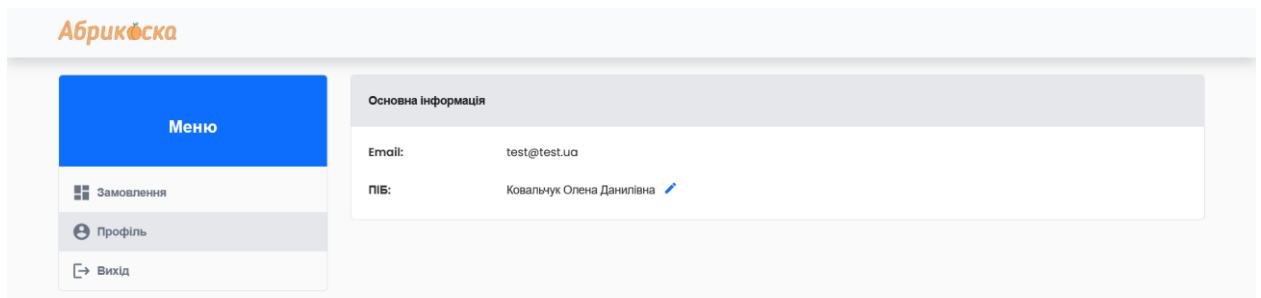 Абрикоска
Меню
Замовлення
Профіль
Вихід
Основна інформація
Email: test@test.ua
ПІБ: Ковальчук Олена Данилівна